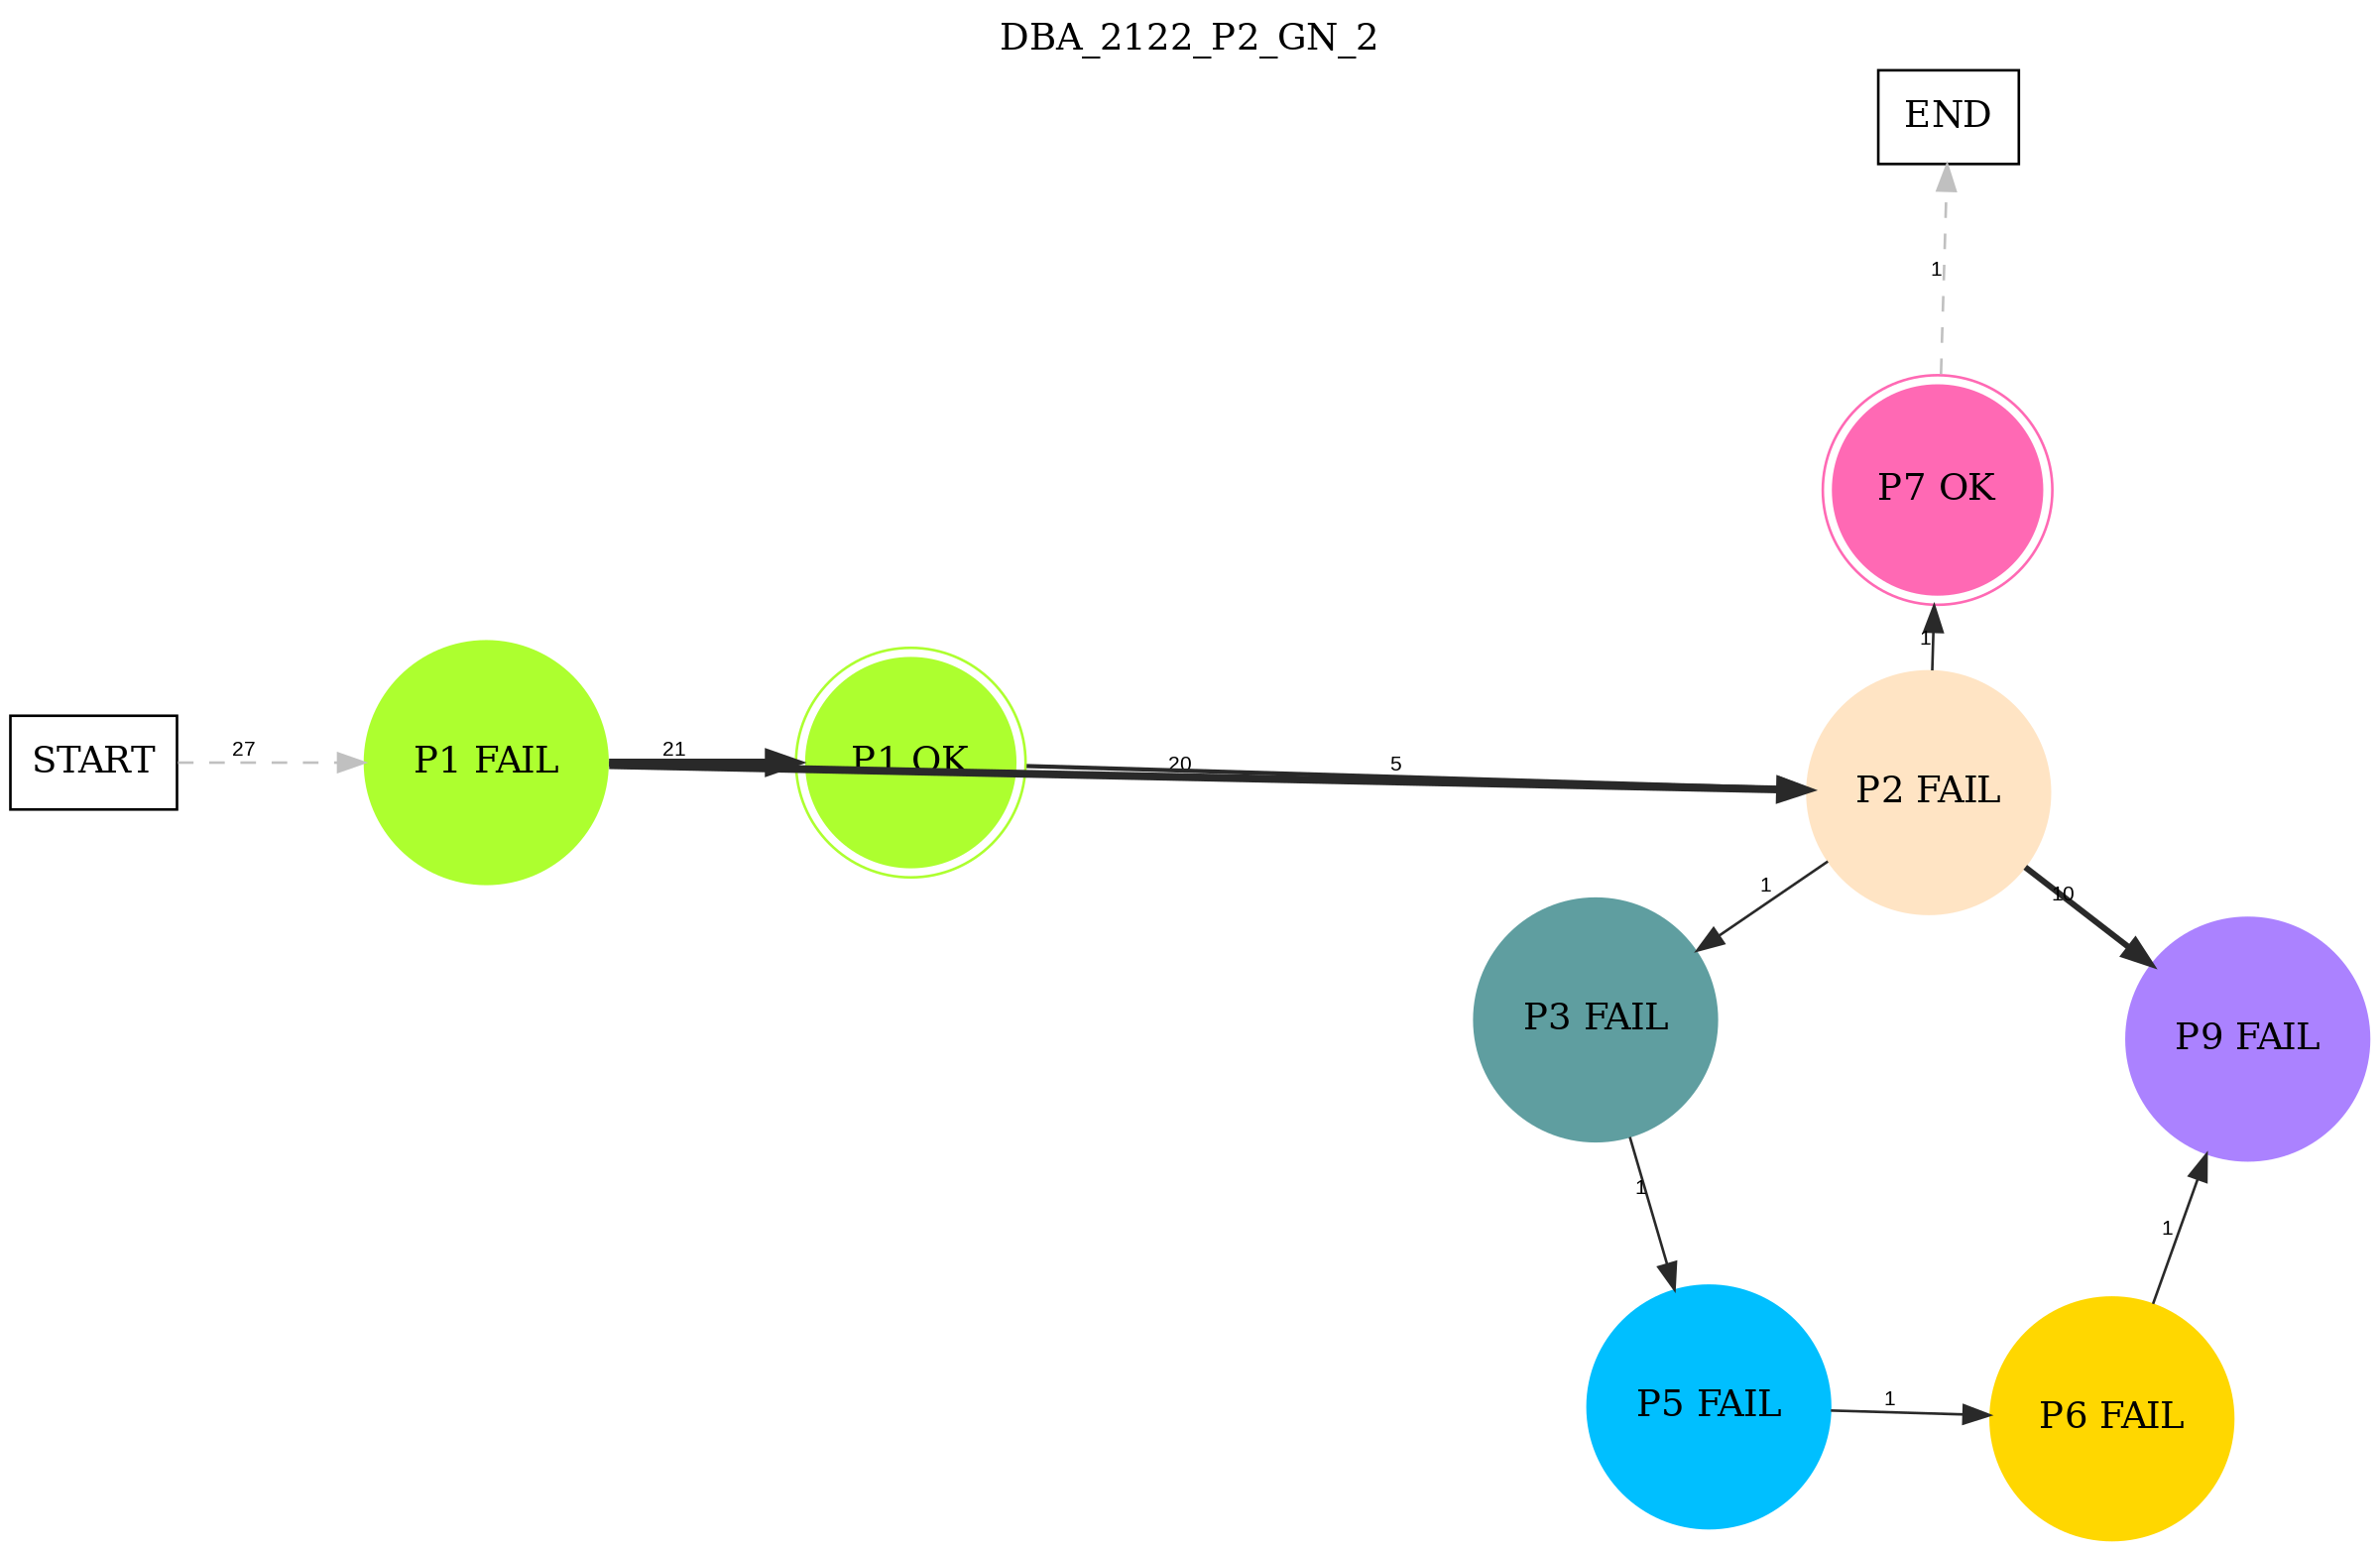 DBA_2122_P2_GN_2
END
1
P7 OK
1
START
27
P1 FAIL
21
P1 OK
20
5
P2 FAIL
1
10
P3 FAIL
P9 FAIL
1
1
P5 FAIL
1
P6 FAIL